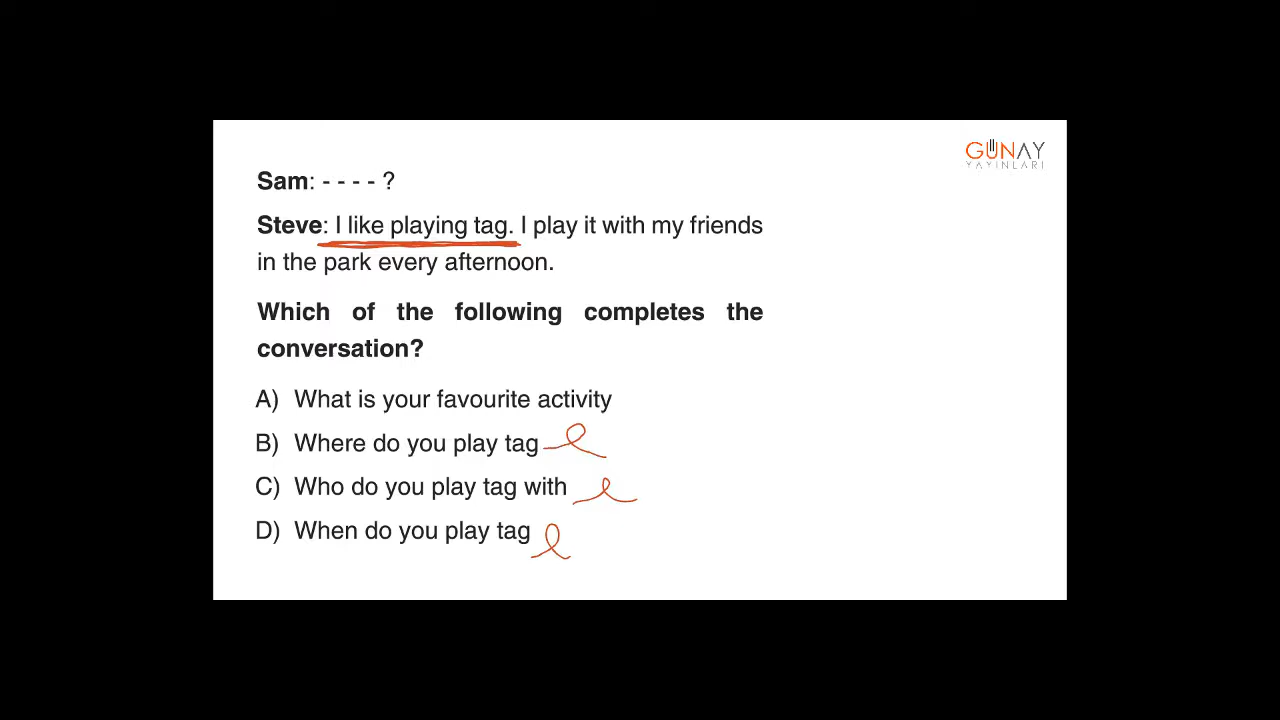 GÜNAY
YAYINLARI
Sam: - - - - ?
Steve: I like playing tag. I play it with my friends
in the park every afternoon.
Which of the following completes the
conversation?
A) What is your favourite activity
B) Where do you play tag
C) Who do you play tag with
D) When do you play tag